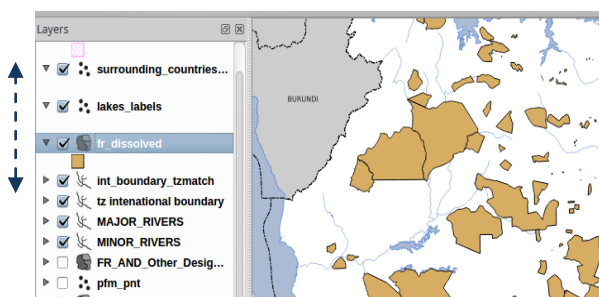 Layers
surrounding_countries...
lakes_labels
fr_dissolved
int_boundary_tzmatch
tz intenational boundary
MAJOR_RIVERS
MINOR_RIVERS
FR_AND_Other_Desig...
pfm_pnt
BURUNDI